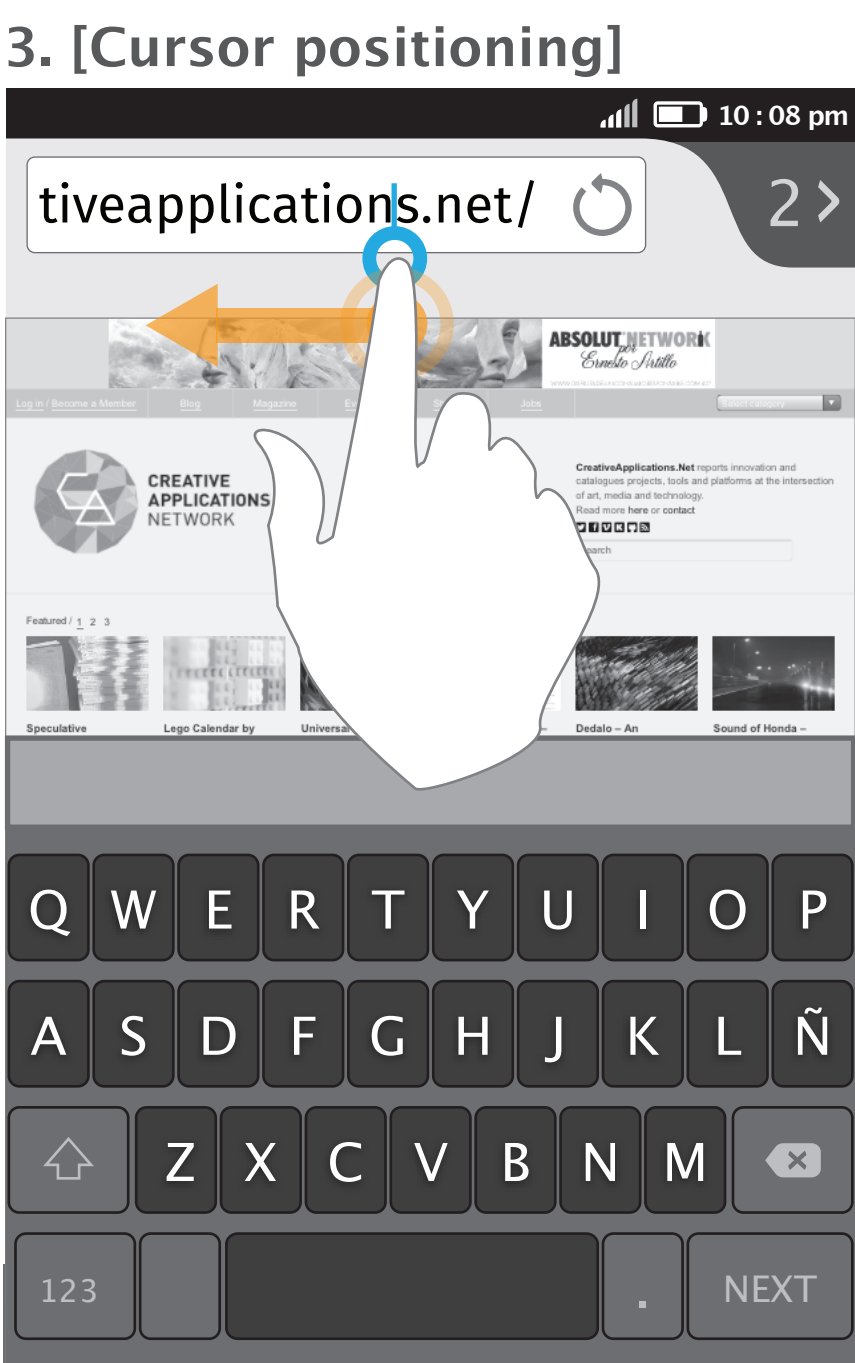 3. [Cursor positioning]
10:08 pm
tiveapplications.net/
2 >
ABSOLUT NETWORK
por
Ernesto Artillo
Log in / Become a Member Blog Magazine Jobs Select category
CREATIVE
APPLICATIONS
NETWORK
CreativeApplications.Net reports innovation and
catalogues projects, tools and platforms at the intersection
of art, media and technology.
Read more here or contact
Featured / 1 2 3
Speculative Lego Calendar by Dedalo – An Sound of Honda –
Q W E R T Y U I O P
A S D F G H J K L Ñ
Z X C V B N M
123 . NEXT